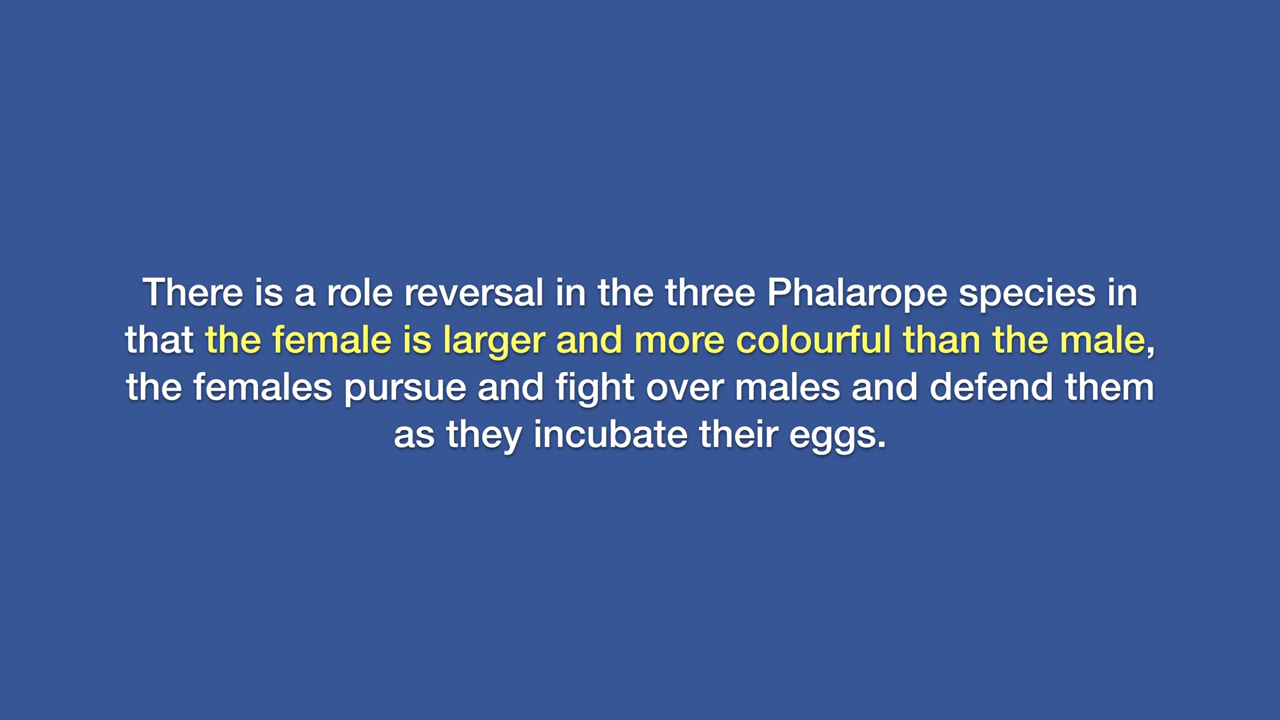 There is a role reversal in the three Phalarope species in
that the female is larger and more colourful than the male,
the females pursue and fight over males and defend them
as they incubate their eggs.